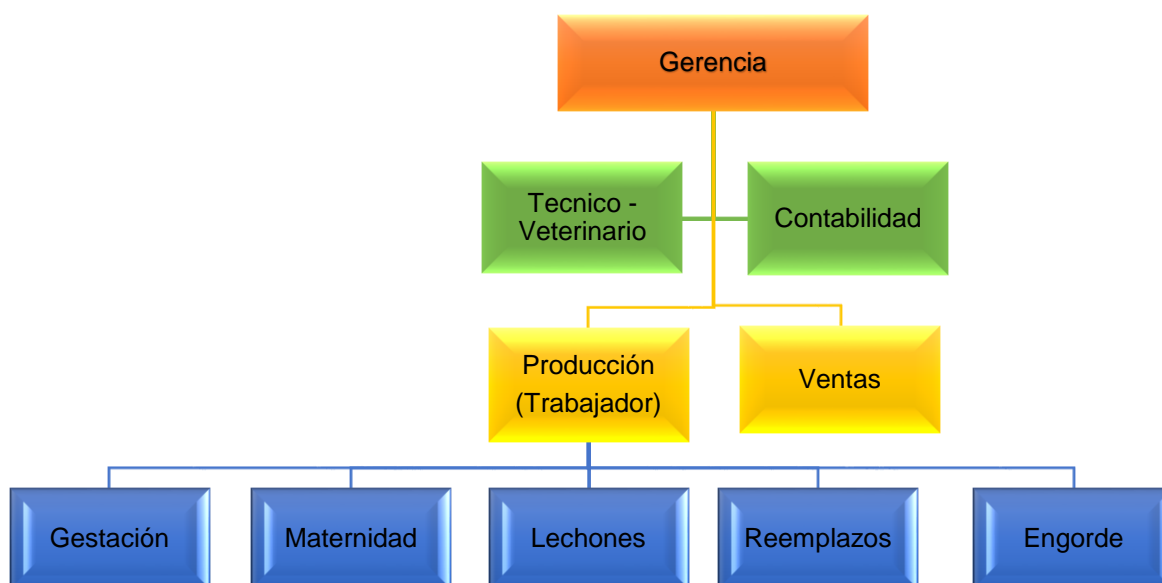 Gerencia
Tecnico -
Veterinario
Contabilidad
Producción
(Trabajador)
Ventas
Gestación
Maternidad
Lechones
Reemplazos
Engorde